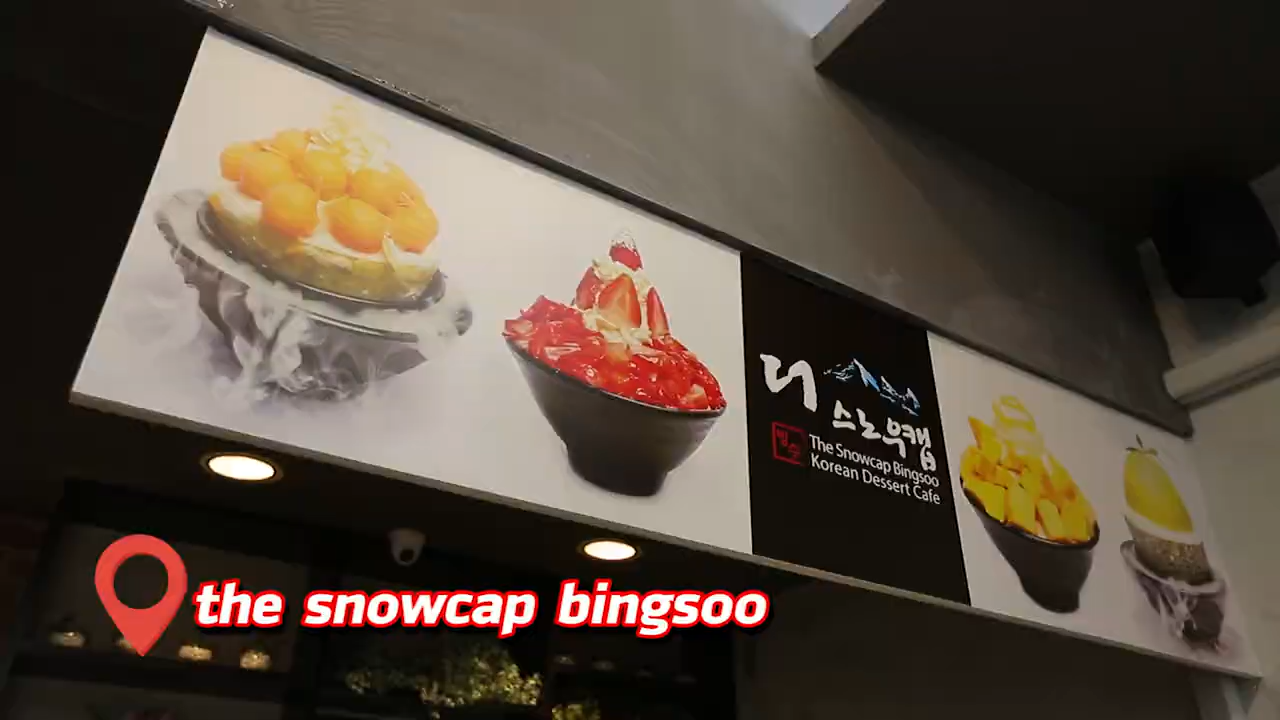 더
스노우캡
빙수
The Snowcap Bingsoo
Korean Dessert Cafe
the snowcap bingsoo